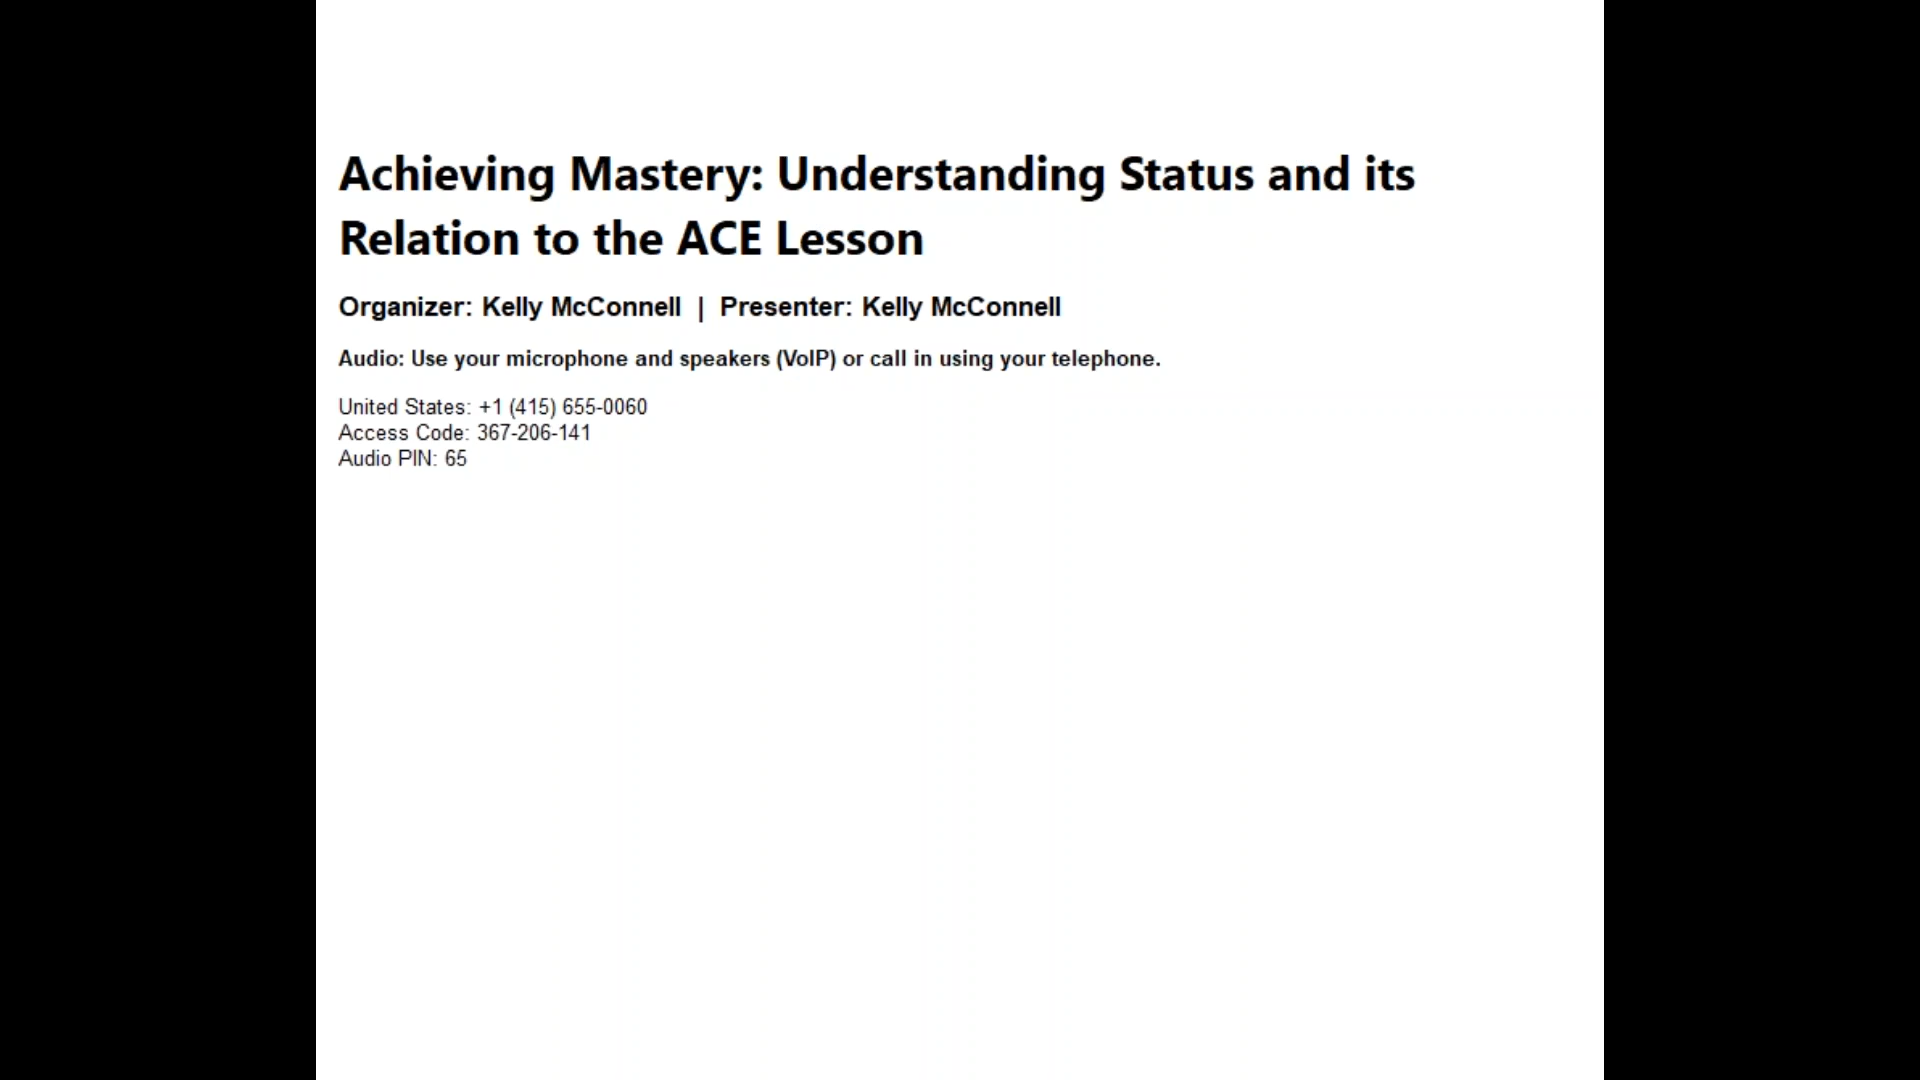 Achieving Mastery: Understanding Status and its
Relation to the ACE Lesson
Organizer: Kelly McConnell | Presenter: Kelly McConnell
Audio: Use your microphone and speakers (VoIP) or call in using your telephone.
United States: +1 (415) 655-0060
Access Code: 367-206-141
Audio PIN: 65